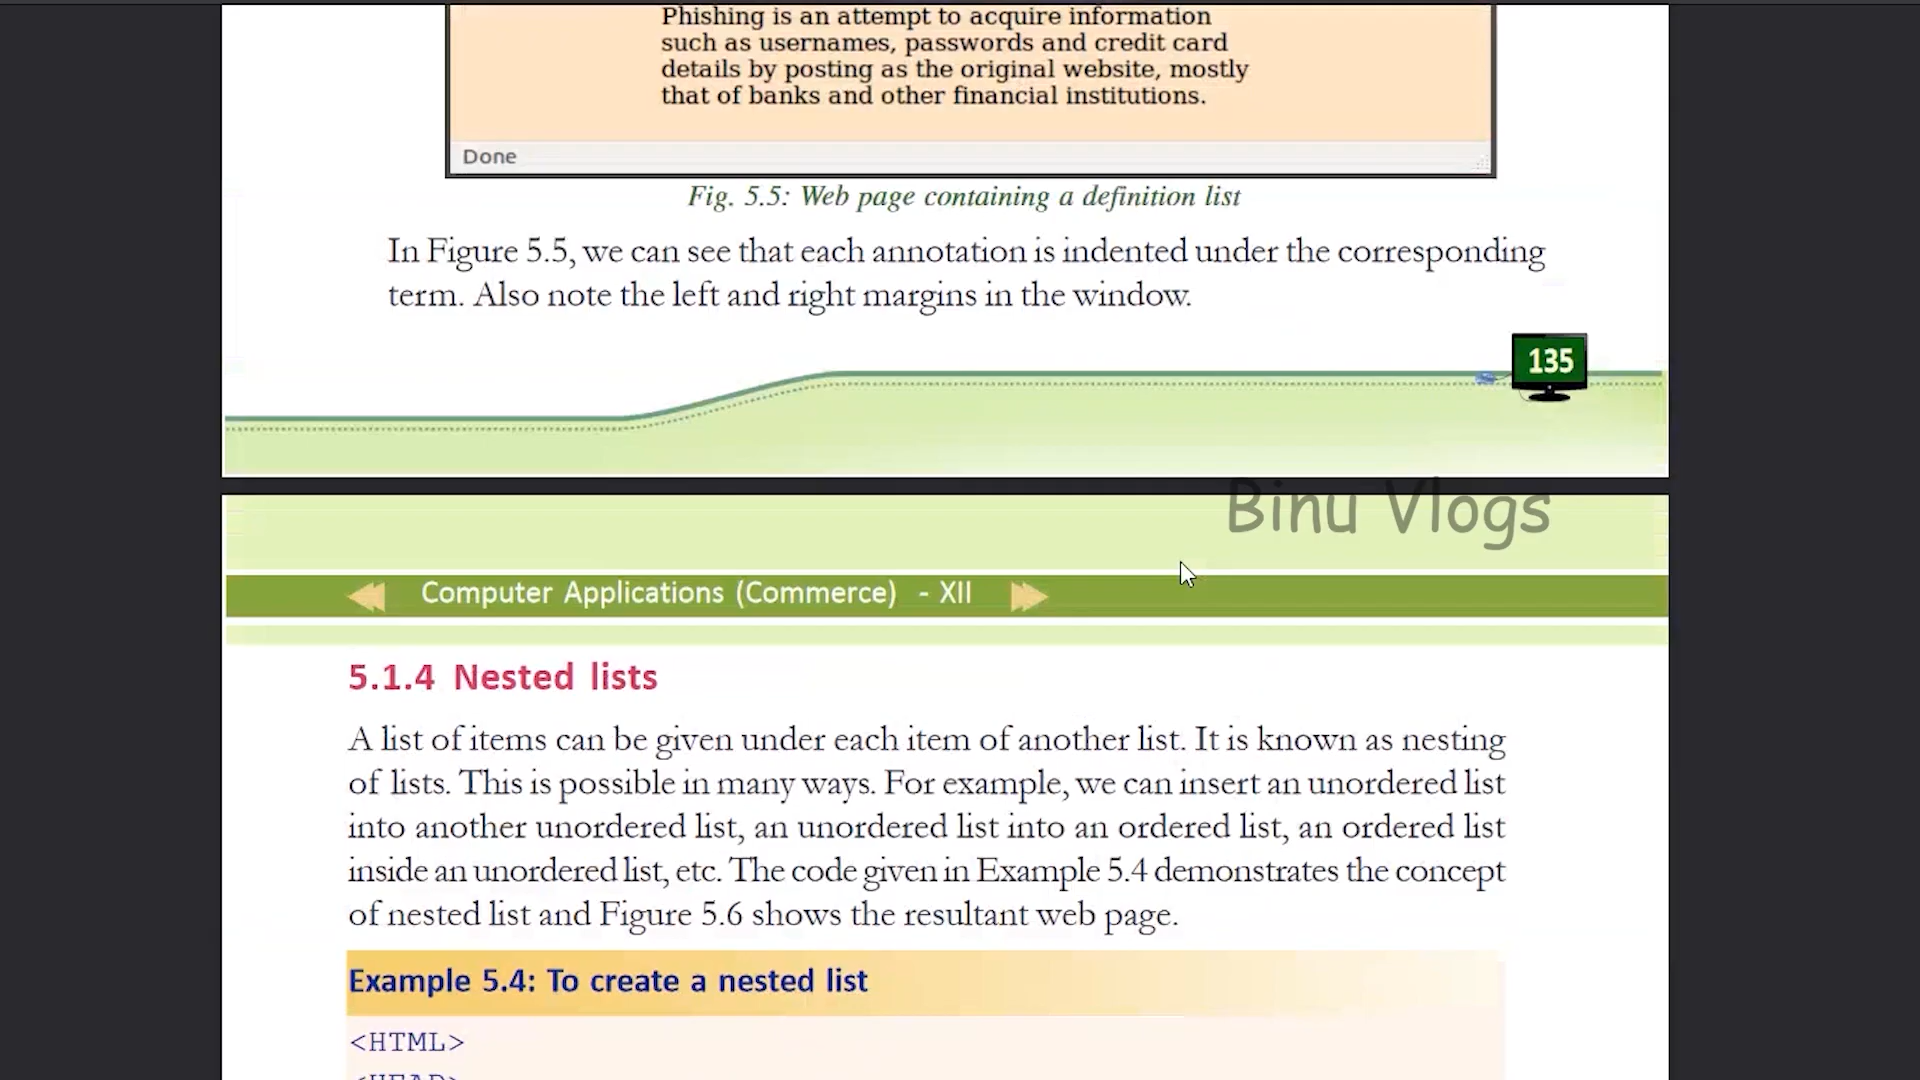 Phishing is an attempt to acquire information
such as usernames, passwords and credit card
details by posting as the original website, mostly
that of banks and other financial institutions.
Done
Fig. 5.5: Web page containing a definition list
In Figure 5.5, we can see that each annotation is indented under the corresponding
term. Also note the left and right margins in the window.
135
Binu Vlogs
Computer Applications (Commerce) - XII
5.1.4 Nested lists
A list of items can be given under each item of another list. It is known as nesting
of lists. This is possible in many ways. For example, we can insert an unordered list
into another unordered list, an unordered list into an ordered list, an ordered list
inside an unordered list, etc. The code given in Example 5.4 demonstrates the concept
of nested list and Figure 5.6 shows the resultant web page.
Example 5.4: To create a nested list
<HTML>
<HEAD>